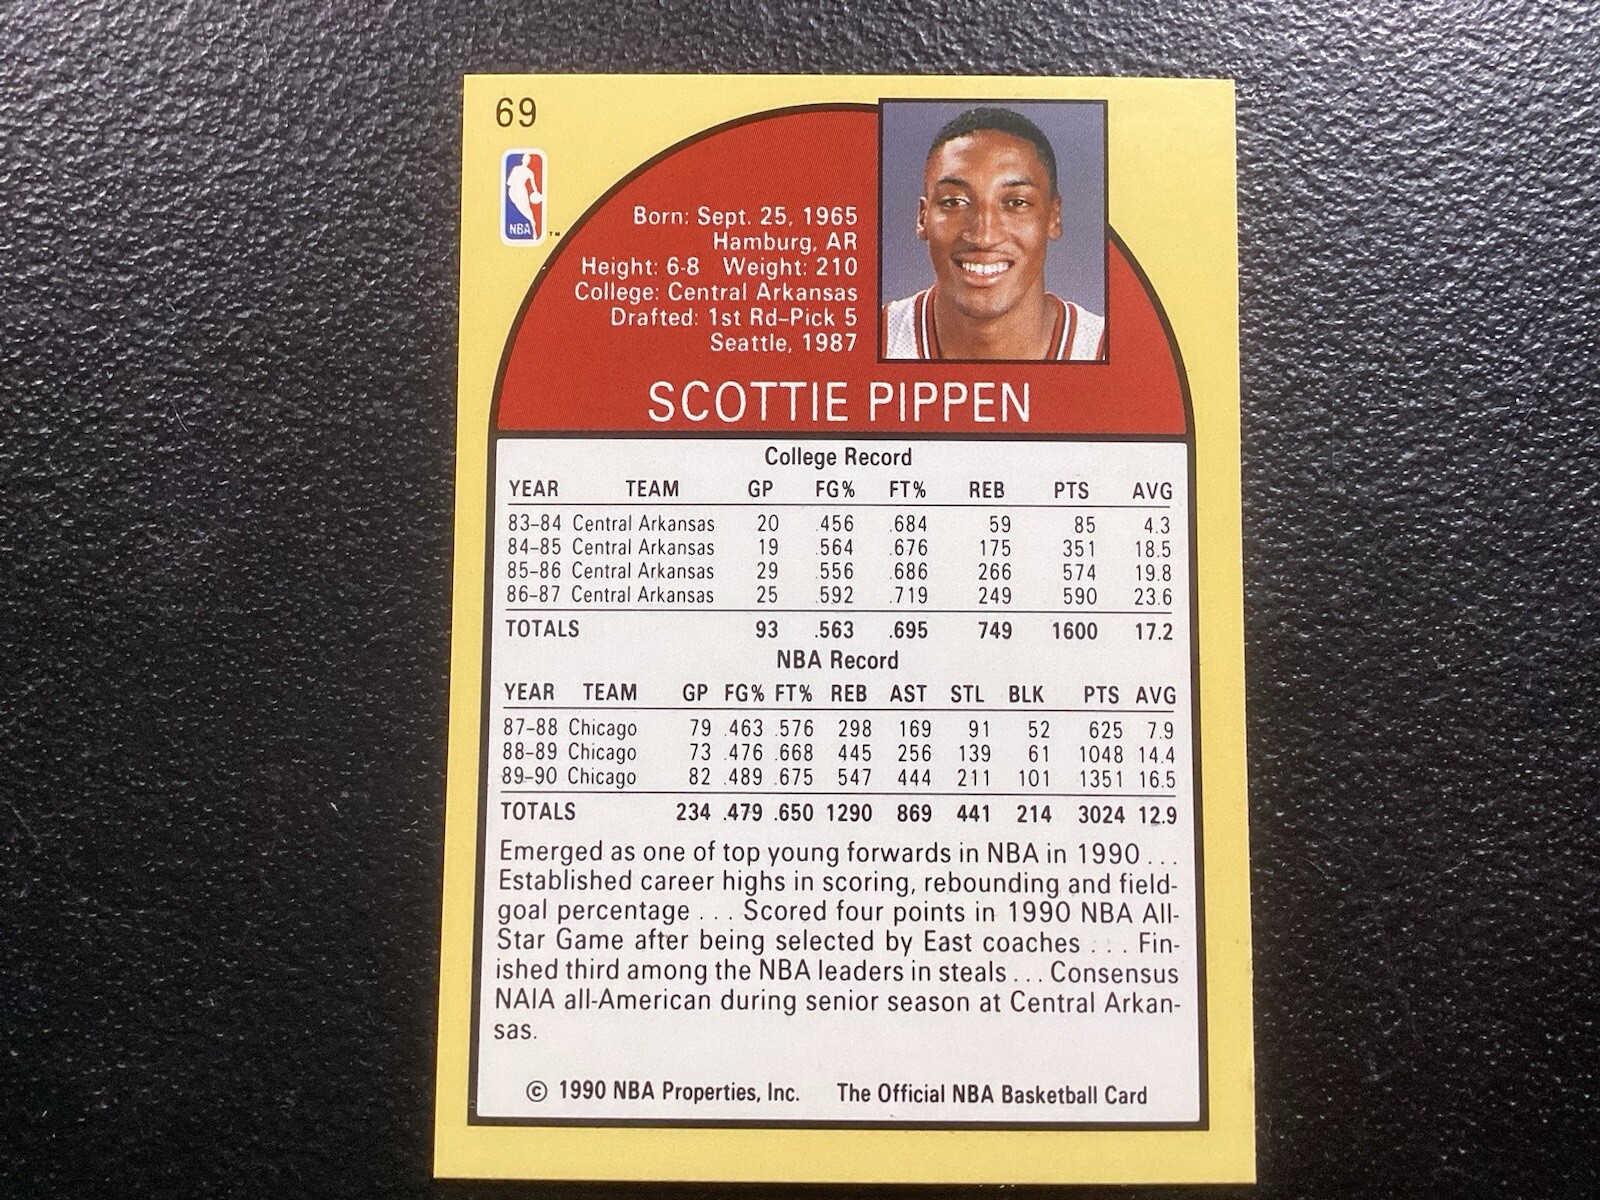 69
NBA ™
Born: Sept. 25, 1965
Hamburg, AR
Height: 6-8 Weight: 210
College: Central Arkansas
Drafted: 1st Rd-Pick 5
Seattle, 1987
SCOTTIE PIPPEN
College Record
YEAR TEAM GP FG% FT% REB PTS AVG
83-84 Central Arkansas 20 .456 .684 59 85 4.3
84-85 Central Arkansas 19 .564 .676 175 351 18.5
85-86 Central Arkansas 29 .556 .686 266 574 19.8
86-87 Central Arkansas 25 .592 .719 249 590 23.6
TOTALS 93 .563 .695 749 1600 17.2
NBA Record
YEAR TEAM GP FG% FT% REB AST STL BLK PTS AVG
87-88 Chicago 79 .463 .576 298 169 91 52 625 7.9
88-89 Chicago 73 .476 .668 445 256 139 61 1048 14.4
89-90 Chicago 82 .489 .675 547 444 211 101 1351 16.5
TOTALS 234 .479 .650 1290 869 441 214 3024 12.9
Emerged as one of top young forwards in NBA in 1990 . . .
Established career highs in scoring, rebounding and field-
goal percentage . . . Scored four points in 1990 NBA All-
Star Game after being selected by East coaches . . . Fin-
ished third among the NBA leaders in steals . . . Consensus
NAIA all-American during senior season at Central Arkan-
sas.
© 1990 NBA Properties, Inc. The Official NBA Basketball Card